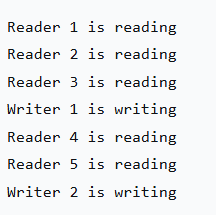 Reader 1 is reading
Reader 2 is reading
Reader 3 is reading
Writer 1 is writing
Reader 4 is reading
Reader 5 is reading
Writer 2 is writing